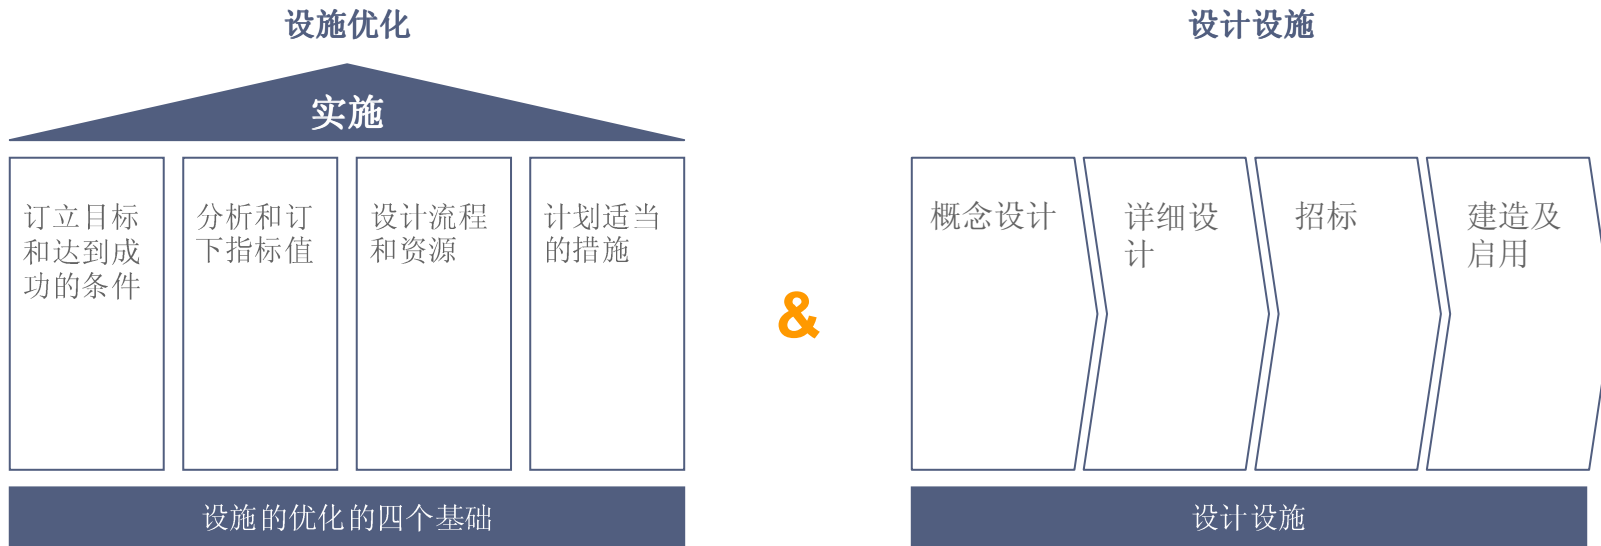 设施优化
设计设施
实施
订立目标
和达到成
功的条件
分析和订
下指标值
设计流程
和资源
计划适当
的措施
&
概念设计
详细设
计
招标
建造及
启用
设施的优化的四个基础
设计设施